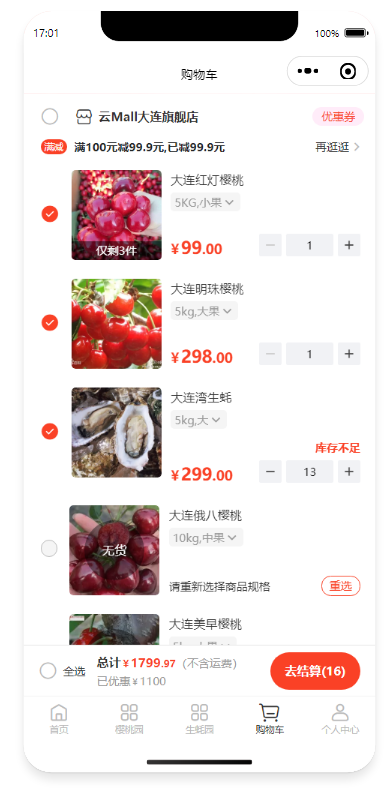 17:01
100%
购物车
云Mall大连旗舰店
优惠券
满减 满100元减99.9元,已减99.9元
再逛逛
大连红灯樱桃
5KG,小果
仅剩3件
¥99.00
1
大连明珠樱桃
5kg,大果
¥298.00
1
大连湾生蚝
5kg,大
库存不足
¥299.00
13
大连俄八樱桃
10kg,中果
无货
请重新选择商品规格
重选
大连美早樱桃
全选
总计¥1799.97 (不含运费)
已优惠¥1100
去结算(16)
首页
樱桃园
生蚝园
购物车
个人中心